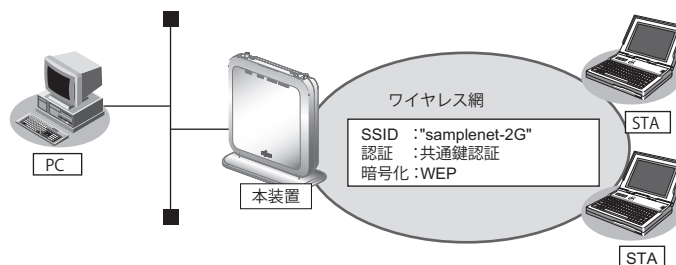 ワイヤレス網
SSID :"samplenet-2G"
認証 :共通鍵認証
暗号化:WEP
STA
PC
本装置
STA